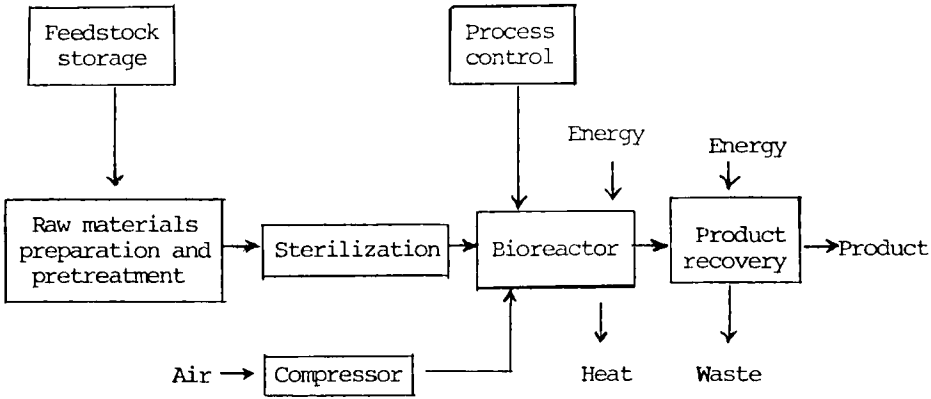 Feedstock
storage
Process
control
Energy
Energy
Raw materials
preparation and
pretreatment
Sterilization
Bioreactor
Product
recovery
Product
Air
Compressor
Heat
Waste